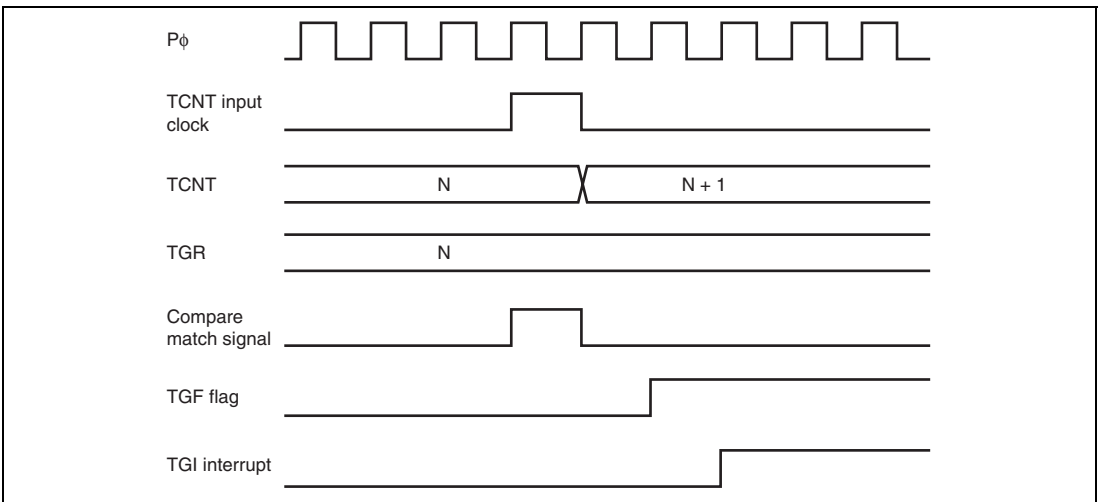 Pϕ
TCNT input
clock
TCNT
N
N + 1
TGR
N
Compare
match signal
TGF flag
TGI interrupt